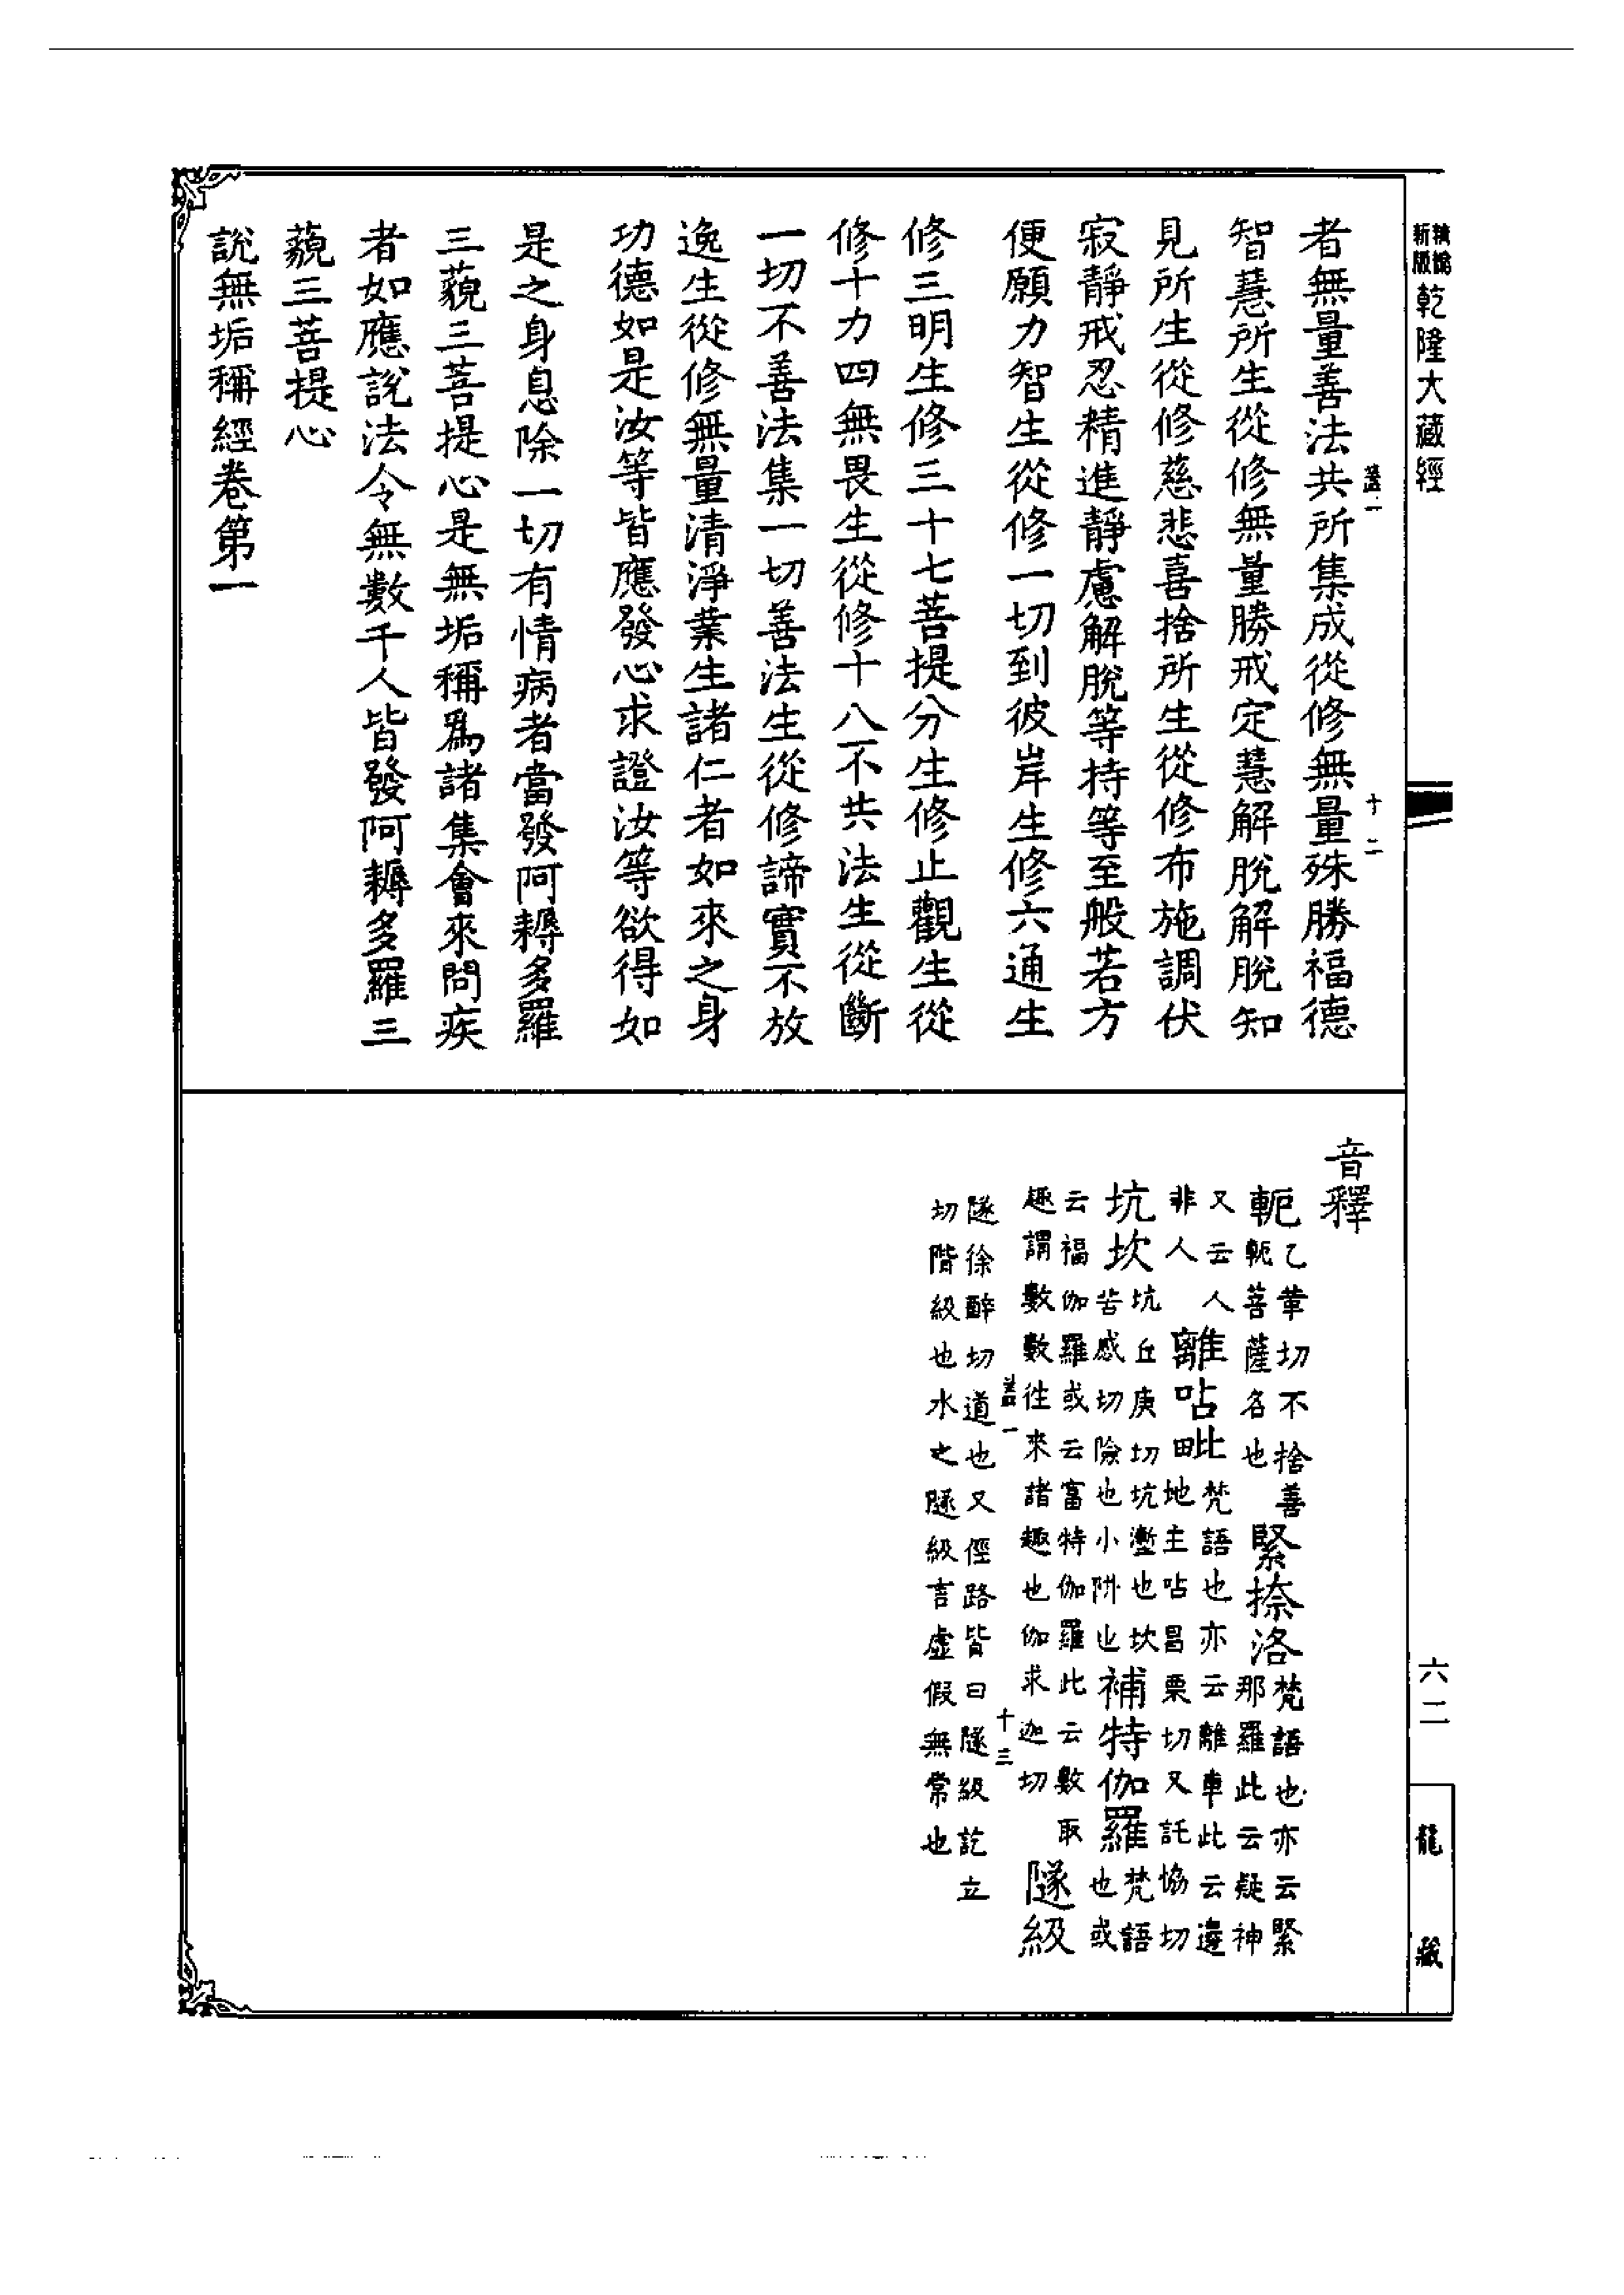 新版
精繕
乾隆大藏經
六二
龍藏
十二
者無量善法共所集成從修無量殊勝福德
智慧所生從修無量勝戒定慧解脫解脫知
見所生從修慈悲喜捨所生從修布施調伏
寂靜戒忍精進靜慮解脫等持等至般若方
便願力智生從修一切到彼岸生修六通生
修三明生修三十七菩提分生修止觀生從
修十力四無畏生從修十八不共法生從斷
一切不善法集一切善法生從修諦實不放
逸生從修無量清淨業生諸仁者如來之身
功德如是汝等皆應發心求證汝等欲得如
是之身息除一切有情病者當發阿耨多羅
三藐三菩提心是無垢稱爲諸集會來問疾
者如應說法令無數千人皆發阿耨多羅三
藐三菩提心
說無垢稱經卷第一
音釋
軛乙革切不捨善軛菩薩名也緊捺洛梵語也亦云緊那羅此云疑神
又云人非人離呫毗梵語也亦云離車此云邊地主呫昌栗切又託協切
坑坎坑丘庚切坑壍也坎苦感切險也小阱也補特伽羅梵語也或
云福伽羅或云富特伽羅此云數取趣謂數數往來諸趣也伽求迦切隧級
十三
隧徐醉切道也又徑路皆曰隧級訖立切階級也水之隧級言虛假無常也